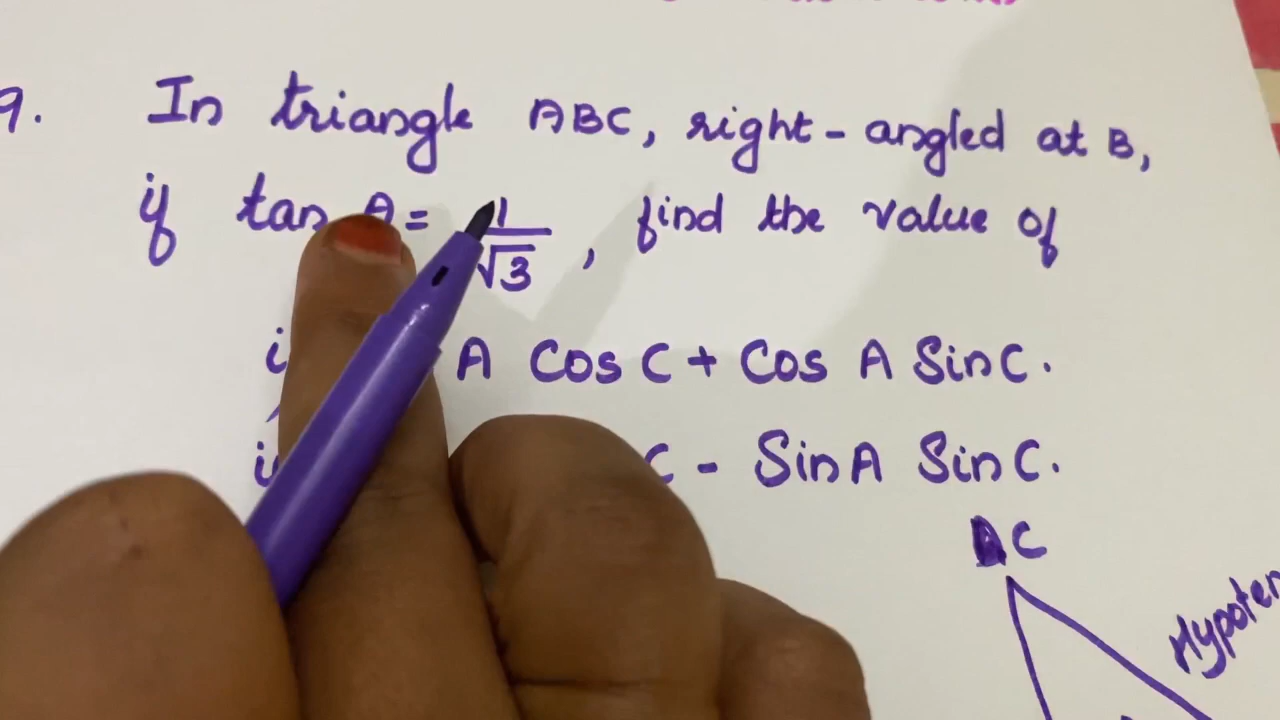 9. In triangle ABC, right-angled at B,
if tan A = 1/√3, find the value of
A Cos C + Cos A Sin C.
C - Sin A Sin C.
C